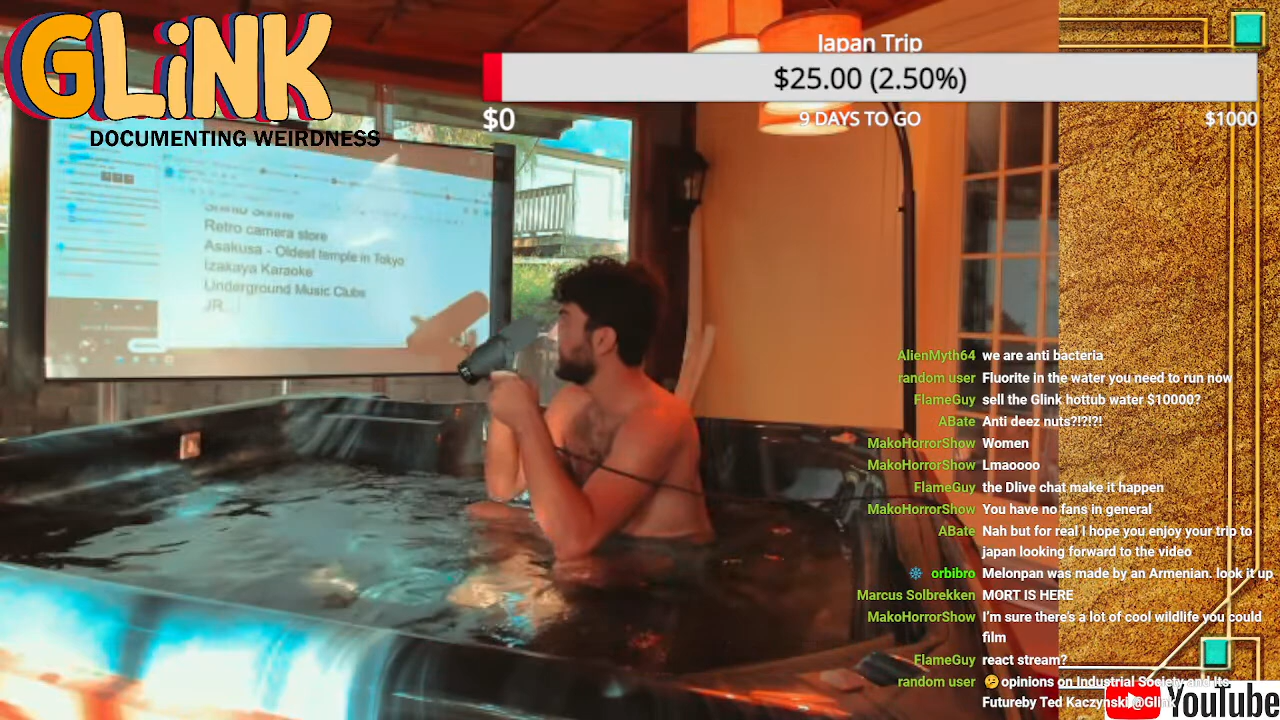 GLiNK
DOCUMENTING WEIRDNESS
Japan Trip
$25.00 (2.50%)
$0
9 DAYS TO GO
$1000
Retro camera store
Asakusa - Oldest temple in Tokyo
Izakaya Karaoke
Underground Music Clubs
JR
AlienMyth64 we are anti bacteria
random user Fluorite in the water you need to run now
FlameGuy sell the Glink hottub water $10000?
ABate Anti deez nuts?!?!?!
MakoHorrorShow Women
MakoHorrorShow Lmaoooo
FlameGuy the Dlive chat make it happen
MakoHorrorShow You have no fans in general
ABate Nah but for real I hope you enjoy your trip to
japan looking forward to the video
orbibro Melonpan was made by an Armenian. look it up
Marcus Solbrekken MORT IS HERE
MakoHorrorShow I'm sure there's a lot of cool wildlife you could
film
FlameGuy react stream?
random user 🤔opinions on Industrial Society and Its
Futureby Ted Kaczynski @Glink
YouTube